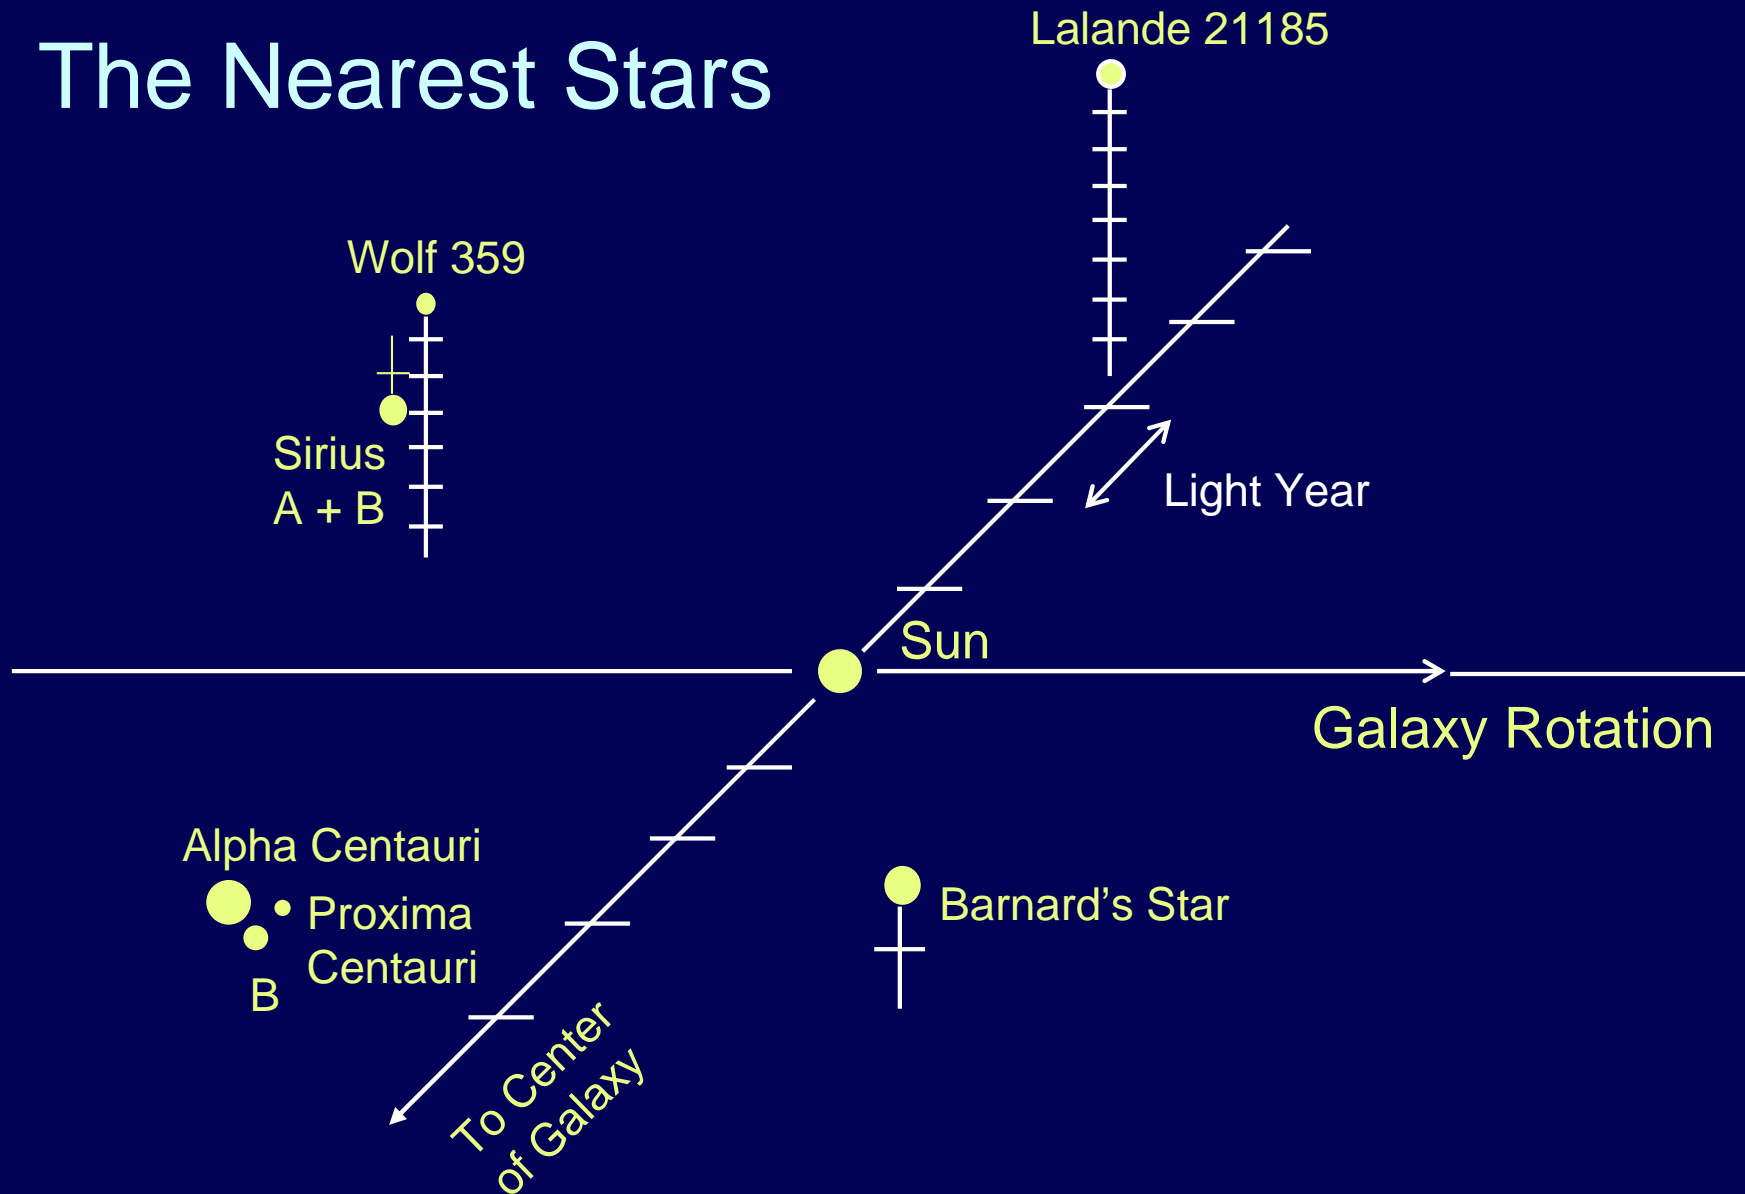 The Nearest Stars
Lalande 21185
Wolf 359
Sirius
A + B
Light Year
Sun
Galaxy Rotation
Alpha Centauri
Proxima
Centauri
B
Barnard’s Star
To Center
of Galaxy